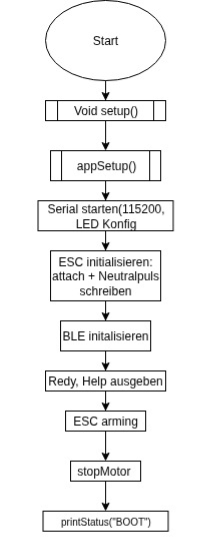 Start
Void setup()
appSetup()
Serial starten(115200,
LED Konfig
ESC initialisieren:
attach + Neutralpuls
schreiben
BLE initalisieren
Redy, Help ausgeben
ESC arming
stopMotor
printStatus("BOOT")